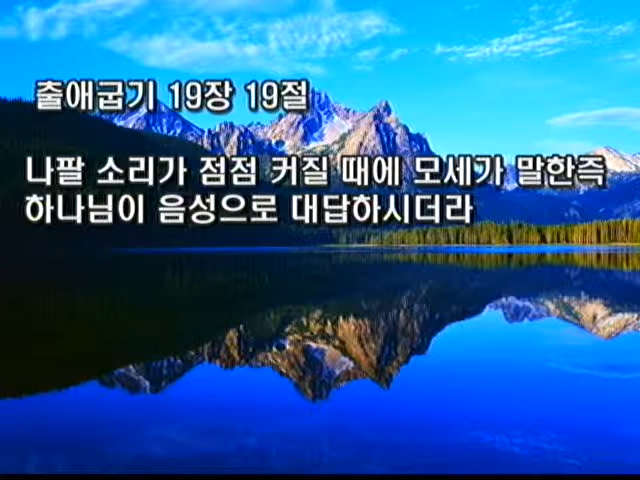 출애굽기 19장 19절
나팔 소리가 점점 커질 때에 모세가 말한즉
하나님이 음성으로 대답하시더라